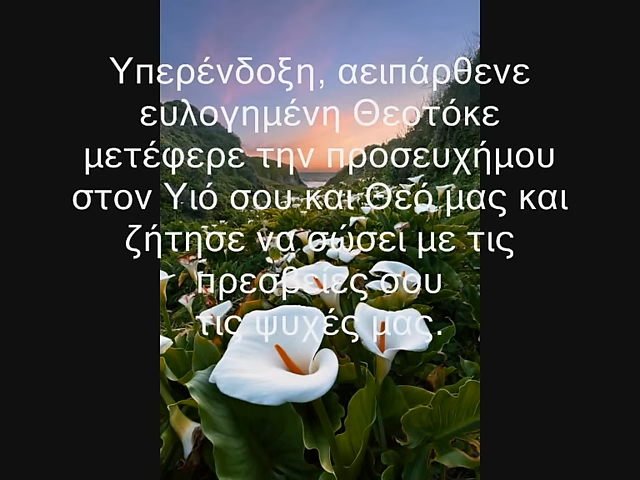 Υπερένδοξη, αειπάρθενε
ευλογημένη Θεοτόκε
μετέφερε την προσευχήμου
στον Υιό σου και Θεό μας και
ζήτησε να σώσει με τις
πρεσβείες σου
τις ψυχές μας.